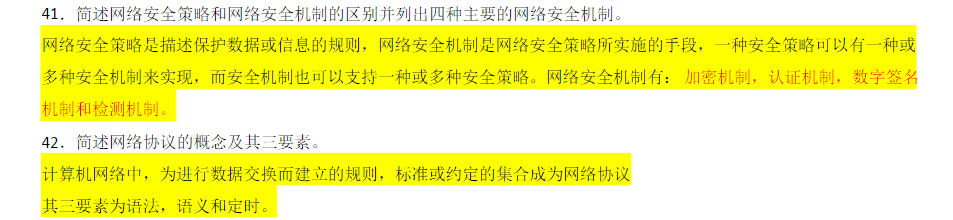 41．简述网络安全策略和网络安全机制的区别并列出四种主要的网络安全机制。
网络安全策略是描述保护数据或信息的规则，网络安全机制是网络安全策略所实施的手段，一种安全策略可以有一种或
多种安全机制来实现，而安全机制也可以支持一种或多种安全策略。网络安全机制有： 加密机制，认证机制，数字签名
机制和检测机制。
42．简述网络协议的概念及其三要素。
计算机网络中，为进行数据交换而建立的规则，标准或约定的集合成为网络协议
其三要素为语法，语义和定时。